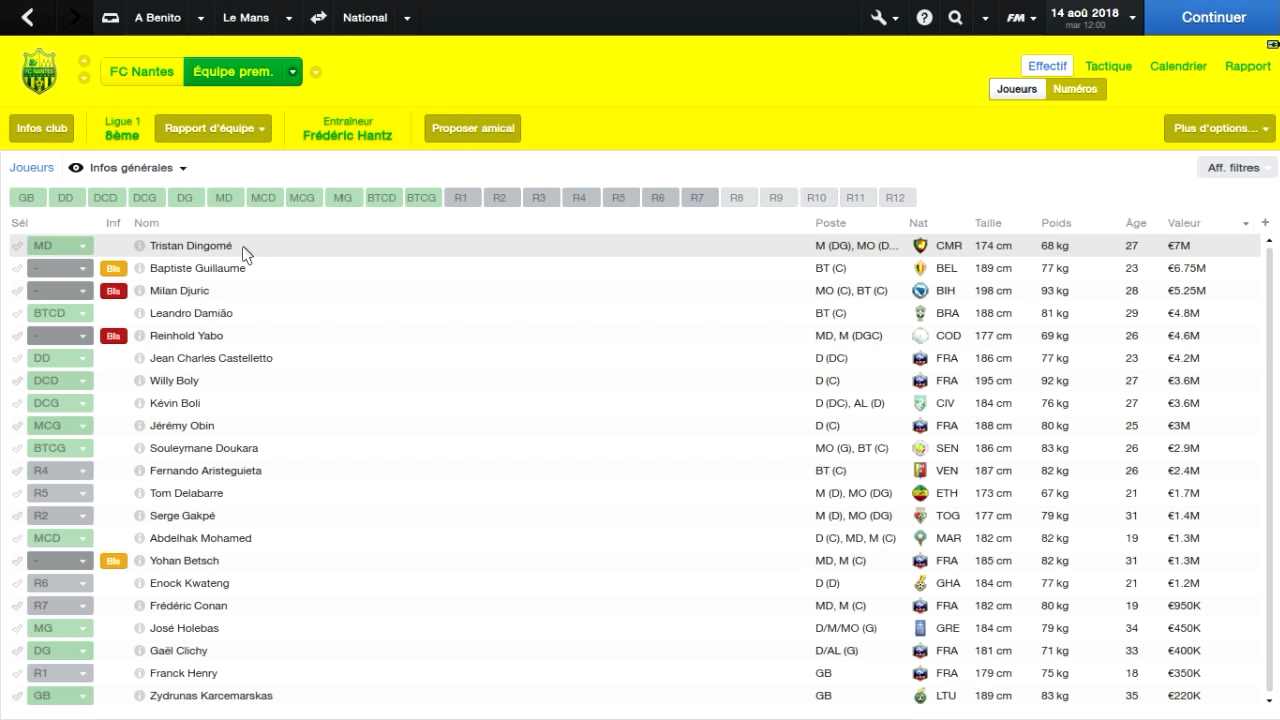 A Benito Le Mans National FM 14 aoû 2018 Continuer
mar 12:00
FC NANTES FC Nantes Équipe prem. Effectif Tactique Calendrier Rapport
Joueurs Numéros
Infos club Ligue 1 8ème Rapport d'équipe Entraîneur Frédéric Hantz Proposer amical Plus d'options...
Joueurs Infos générales Aff. filtres
GB DD DCD DCG DG MD MCD MCG MG BTCD BTCG R1 R2 R3 R4 R5 R6 R7 R8 R9 R10 R11 R12
Sél Inf Nom Poste Nat Taille Poids Âge Valeur +
MD Tristan Dingomé M (DG), MO (D... CMR 174 cm 68 kg 27 €7M
- Bls Baptiste Guillaume BT (C) BEL 189 cm 77 kg 23 €6.75M
- Bls Milan Djuric MO (C), BT (C) BIH 198 cm 93 kg 28 €5.25M
BTCD Leandro Damião BT (C) BRA 188 cm 81 kg 29 €4.8M
- Bls Reinhold Yabo MD, M (DGC) COD 177 cm 69 kg 26 €4.6M
DD Jean Charles Castelletto D (DC) FRA 186 cm 77 kg 23 €4.2M
DCD Willy Boly D (C) FRA 195 cm 92 kg 27 €3.6M
DCG Kévin Boli D (DC), AL (D) CIV 184 cm 76 kg 27 €3.6M
MCG Jérémy Obin D (C) FRA 188 cm 80 kg 25 €3M
BTCG Souleymane Doukara MO (G), BT (C) SEN 186 cm 83 kg 26 €2.9M
R4 Fernando Aristeguieta BT (C) VEN 187 cm 82 kg 26 €2.4M
R5 Tom Delabarre M (D), MO (DG) ETH 173 cm 67 kg 21 €1.7M
R2 Serge Gakpé M (D), MO (DG) TOG 177 cm 79 kg 31 €1.4M
MCD Abdelhak Mohamed D (C), MD, M (C) MAR 182 cm 82 kg 19 €1.3M
- Bls Yohan Betsch MD, M (C) FRA 185 cm 82 kg 31 €1.3M
R6 Enock Kwateng D (D) GHA 184 cm 77 kg 21 €1.2M
R7 Frédéric Conan MD, M (C) FRA 182 cm 80 kg 19 €950K
MG José Holebas D/M/MO (G) GRE 184 cm 79 kg 34 €450K
DG Gaël Clichy D/AL (G) FRA 181 cm 71 kg 33 €400K
R1 Franck Henry GB FRA 179 cm 75 kg 18 €350K
GB Zydrunas Karcemarskas GB LTU 189 cm 83 kg 35 €220K